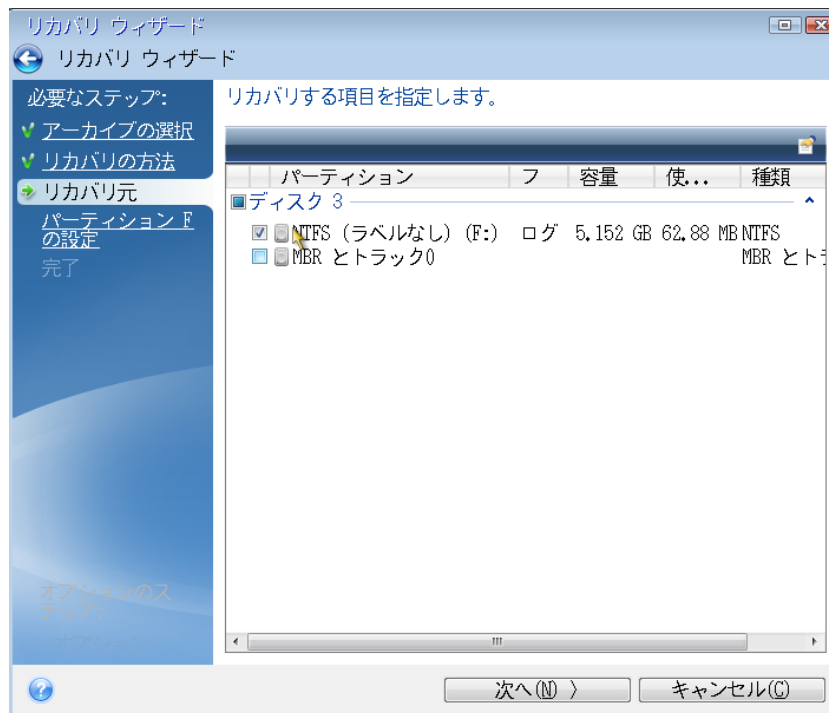 リカバリ ウィザード
リカバリ ウィザード
必要なステップ:
アーカイブの選択
リカバリの方法
リカバリ元
パーティション F
の設定
完了
オプションのス
テップ:
オプション
リカバリする項目を指定します。
パーティション フ 容量 使... 種類
ディスク 3
NTFS (ラベルなし) (F:) ログ 5.152 GB 62.88 MB NTFS
MBR とトラック0 MBR とト
次へ(N) 〉 キャンセル(C)